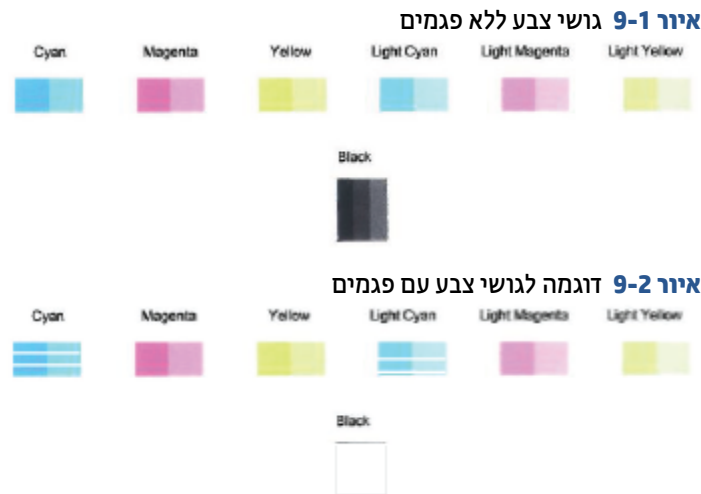 איור 9-1 גושי צבע ללא פגמים
Cyan Magenta Yellow Light Cyan Light Magenta Light Yellow
Black
איור 9-2 דוגמה לגושי צבע עם פגמים
Cyan Magenta Yellow Light Cyan Light Magenta Light Yellow
Black